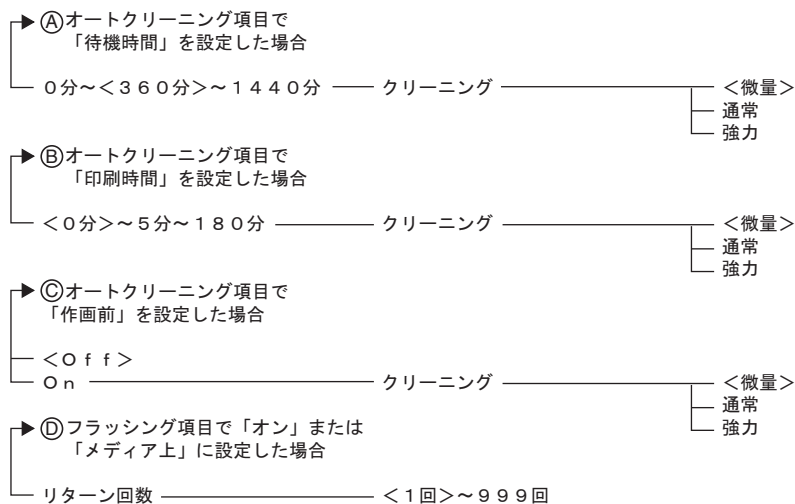 Ⓐオートクリーニング項目で
「待機時間」を設定した場合
０分～＜３６０分＞～１４４０分 クリーニング ＜微量＞
通常
強力
Ⓑオートクリーニング項目で
「印刷時間」を設定した場合
＜０分＞～５分～１８０分 クリーニング ＜微量＞
通常
強力
Ⓒオートクリーニング項目で
「作画前」を設定した場合
＜Ｏｆｆ＞
Ｏｎ クリーニング ＜微量＞
通常
強力
Ⓓフラッシング項目で「オン」または
「メディア上」に設定した場合
リターン回数 ＜１回＞～９９９回